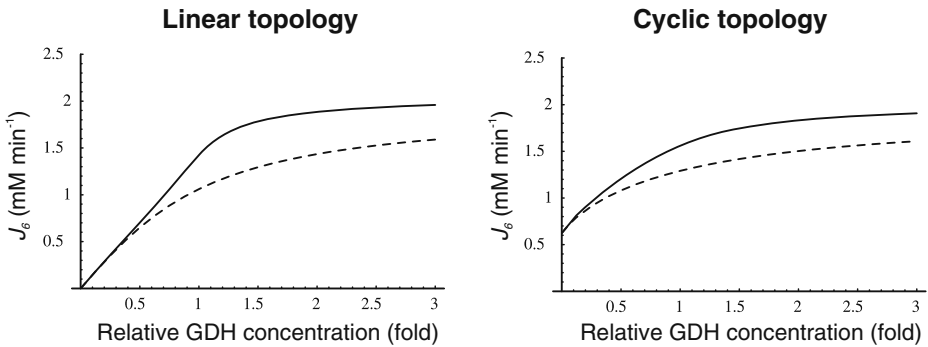 Linear topology
2.5
2
1.5
1
0.5
J6 (mM min-1)
0.5 1 1.5 2 2.5 3
Relative GDH concentration (fold)
Cyclic topology
2.5
2
1.5
1
0.5
J6 (mM min-1)
0.5 1 1.5 2 2.5 3
Relative GDH concentration (fold)